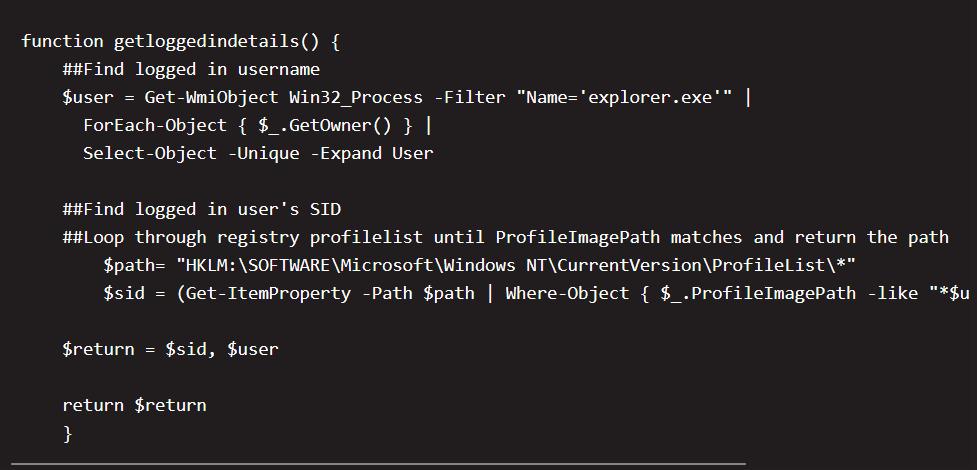 function getloggedindetails() {
##Find logged in username
$user = Get-WmiObject Win32_Process -Filter "Name='explorer.exe'" |
ForEach-Object { $_.GetOwner() } |
Select-Object -Unique -Expand User
##Find logged in user's SID
##Loop through registry profilelist until ProfileImagePath matches and return the path
$path= "HKLM:\SOFTWARE\Microsoft\Windows NT\CurrentVersion\ProfileList\*"
$sid = (Get-ItemProperty -Path $path | Where-Object { $_.ProfileImagePath -like "*$u
$return = $sid, $user
return $return
}